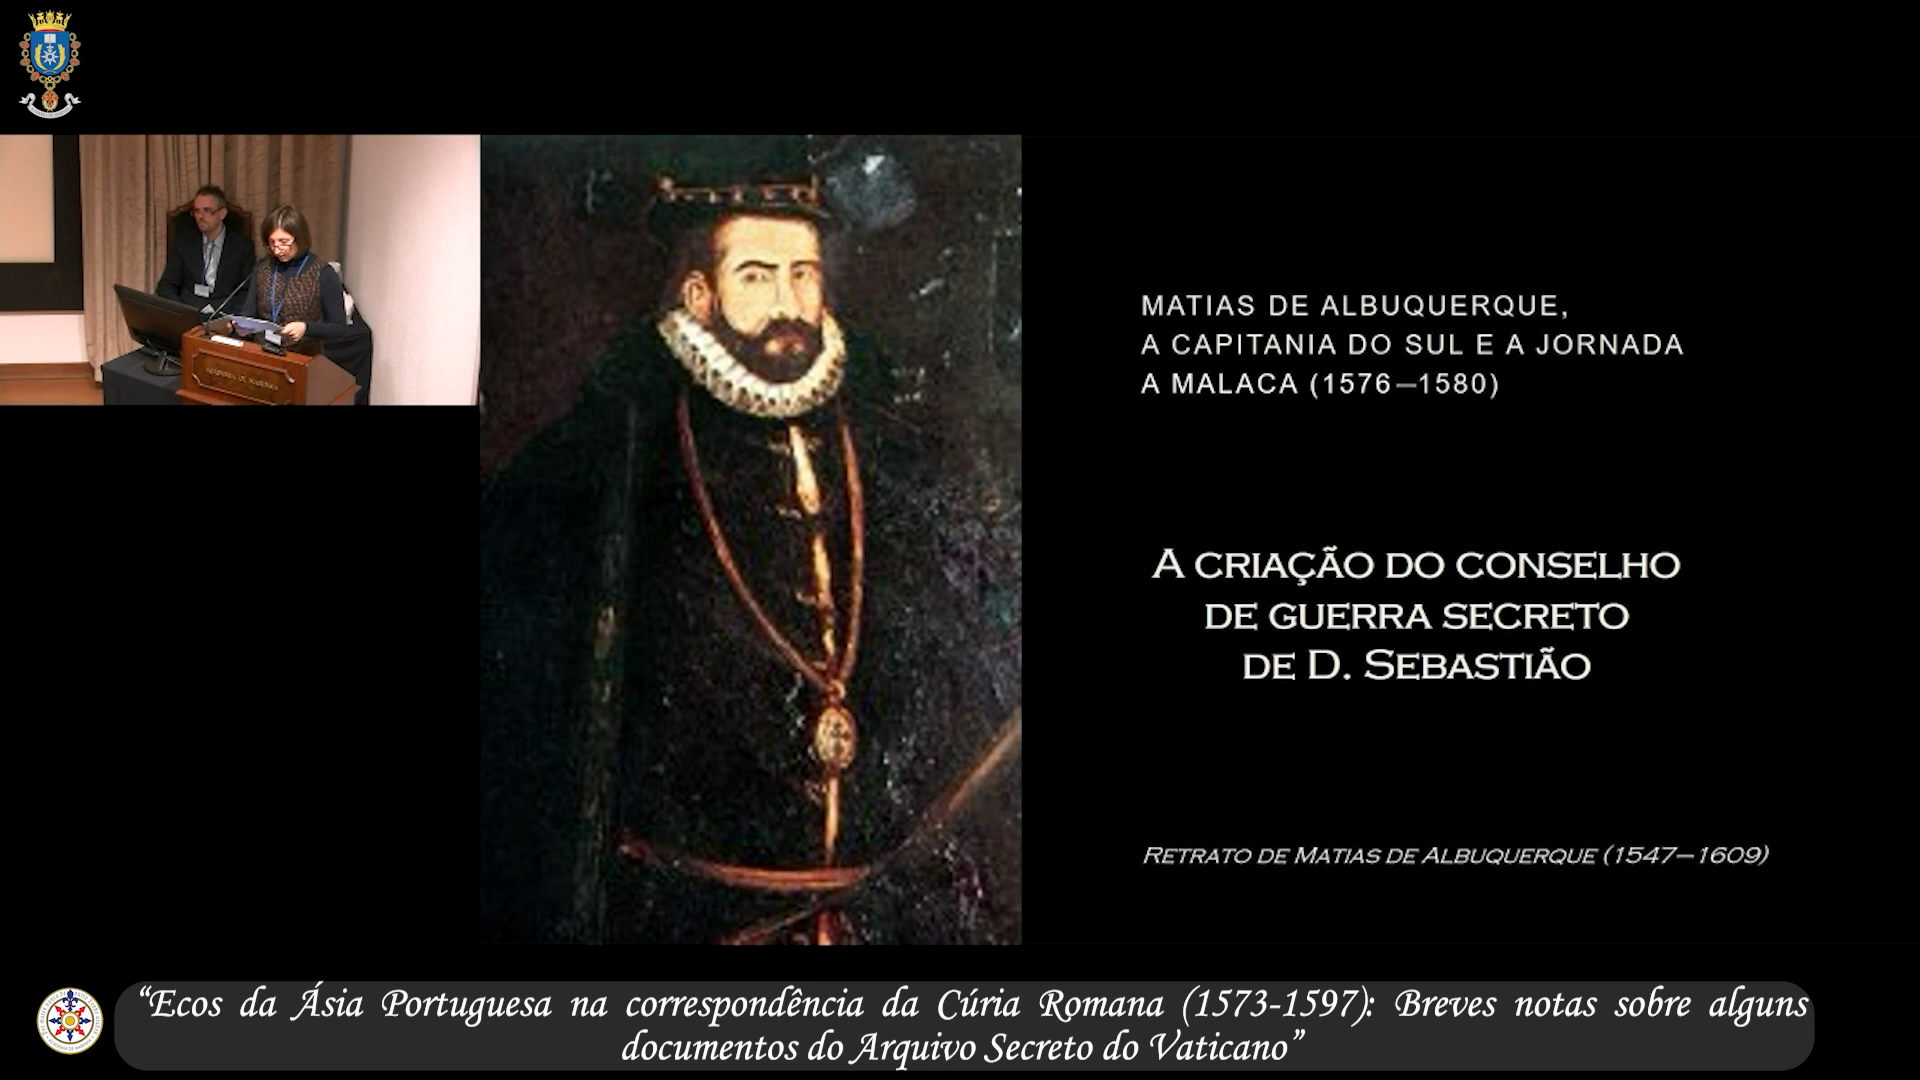 MATIAS DE ALBUQUERQUE,
A CAPITANIA DO SUL E A JORNADA
A MALACA (1576–1580)
A CRIAÇÃO DO CONSELHO
DE GUERRA SECRETO
DE D. SEBASTIÃO
RETRATO DE MATIAS DE ALBUQUERQUE (1547–1609)
“Ecos da Ásia Portuguesa na correspondência da Cúria Romana (1573-1597): Breves notas sobre alguns
documentos do Arquivo Secreto do Vaticano”